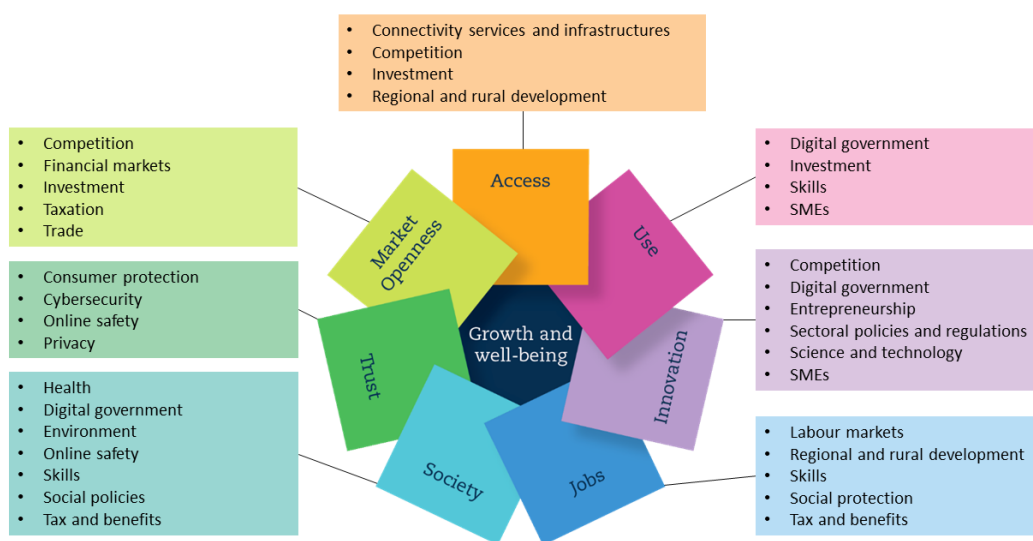 • Connectivity services and infrastructures
• Competition
• Investment
• Regional and rural development
• Competition
• Financial markets
• Investment
• Taxation
• Trade
• Consumer protection
• Cybersecurity
• Online safety
• Privacy
• Health
• Digital government
• Environment
• Online safety
• Skills
• Social policies
• Tax and benefits
Access
Market
Openness
Use
Trust
Growth and
well-being
Innovation
Society
Jobs
• Digital government
• Investment
• Skills
• SMEs
• Competition
• Digital government
• Entrepreneurship
• Sectoral policies and regulations
• Science and technology
• SMEs
• Labour markets
• Regional and rural development
• Skills
• Social protection
• Tax and benefits